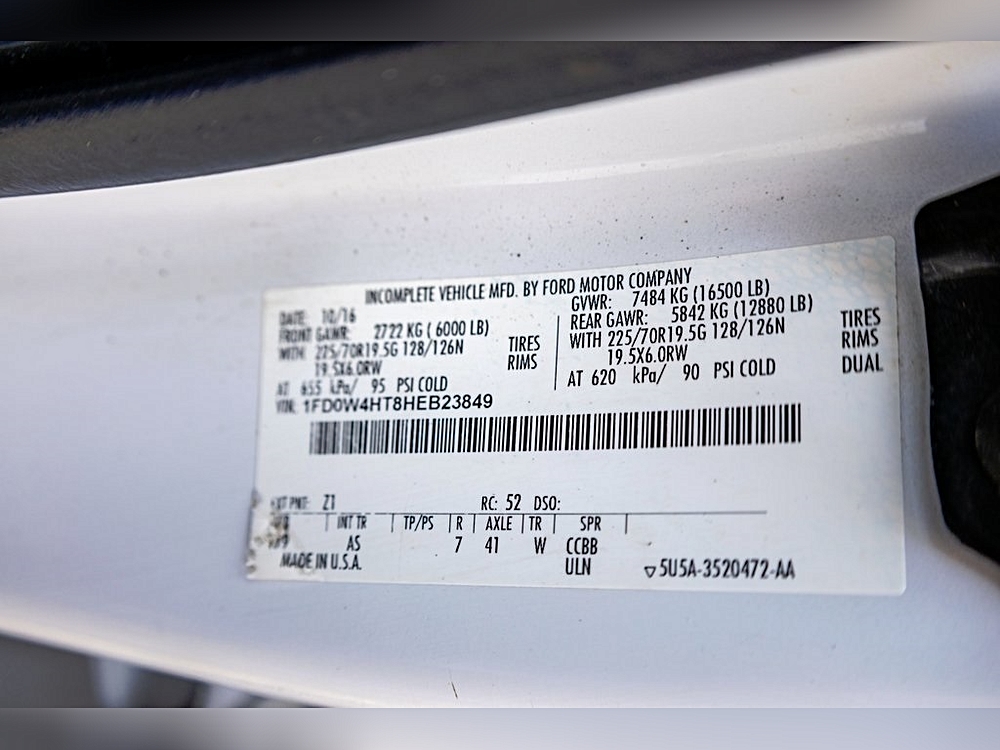 INCOMPLETE VEHICLE MFD. BY FORD MOTOR COMPANY
DATE: 10/16 GVWR: 7484 KG (16500 LB)
FRONT GAWR: 2722 KG ( 6000 LB) REAR GAWR: 5842 KG (12880 LB)
WITH 225/70R19.5G 128/126N TIRES WITH 225/70R19.5G 128/126N TIRES
19.5X6.0RW RIMS 19.5X6.0RW RIMS
AT 655 kPa/ 95 PSI COLD AT 620 kPa/ 90 PSI COLD DUAL
VIN: 1FD0W4HT8HEB23849
EXT PNT: Z1 RC: 52 DSO:
INT TR TP/PS R AXLE TR SPR
AS 7 41 W CCBB
MADE IN U.S.A. ULN ▽5U5A-3520472-AA